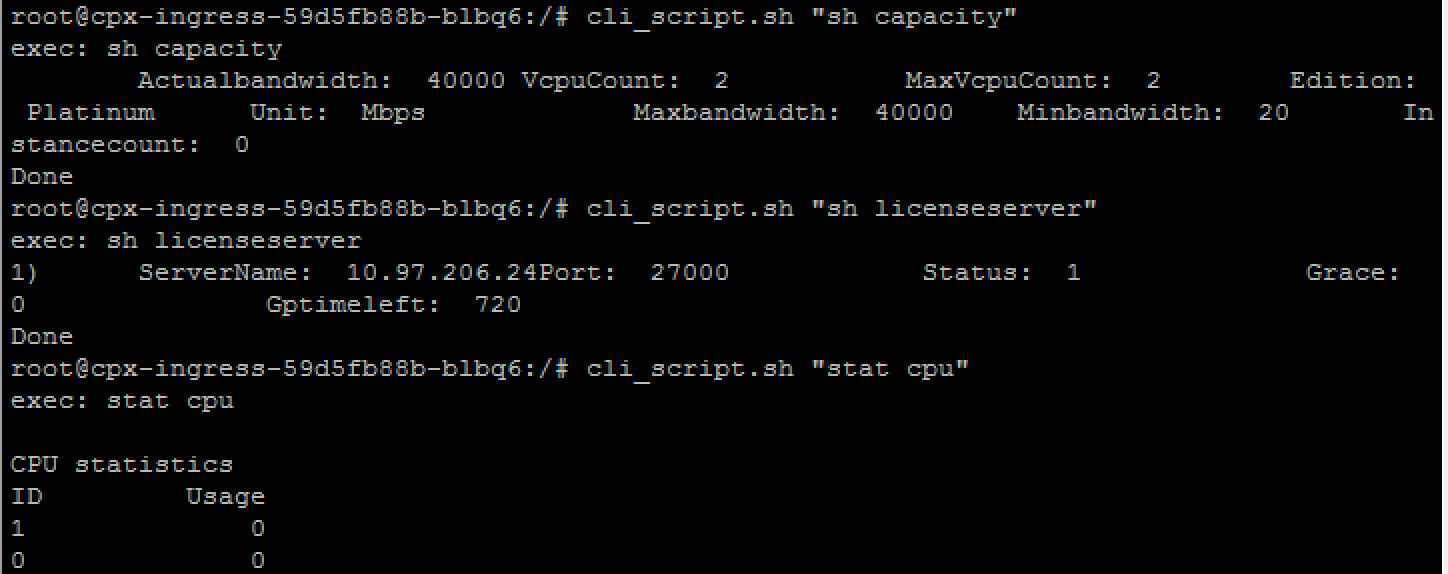 root@cpx-ingress-59d5fb88b-blbq6:/# cli_script.sh "sh capacity"
exec: sh capacity
        Actualbandwidth:  40000 VcpuCount:  2           MaxVcpuCount:  2        Edition:
 Platinum      Unit:  Mbps             Maxbandwidth:  40000    Minbandwidth:  20       In
stancecount:  0
Done
root@cpx-ingress-59d5fb88b-blbq6:/# cli_script.sh "sh licenseserver"
exec: sh licenseserver
1)      ServerName:  10.97.206.24Port:  27000            Status:  1              Grace:
0               Gptimeleft:  720
Done
root@cpx-ingress-59d5fb88b-blbq6:/# cli_script.sh "stat cpu"
exec: stat cpu

CPU statistics
ID         Usage
1              0
0              0